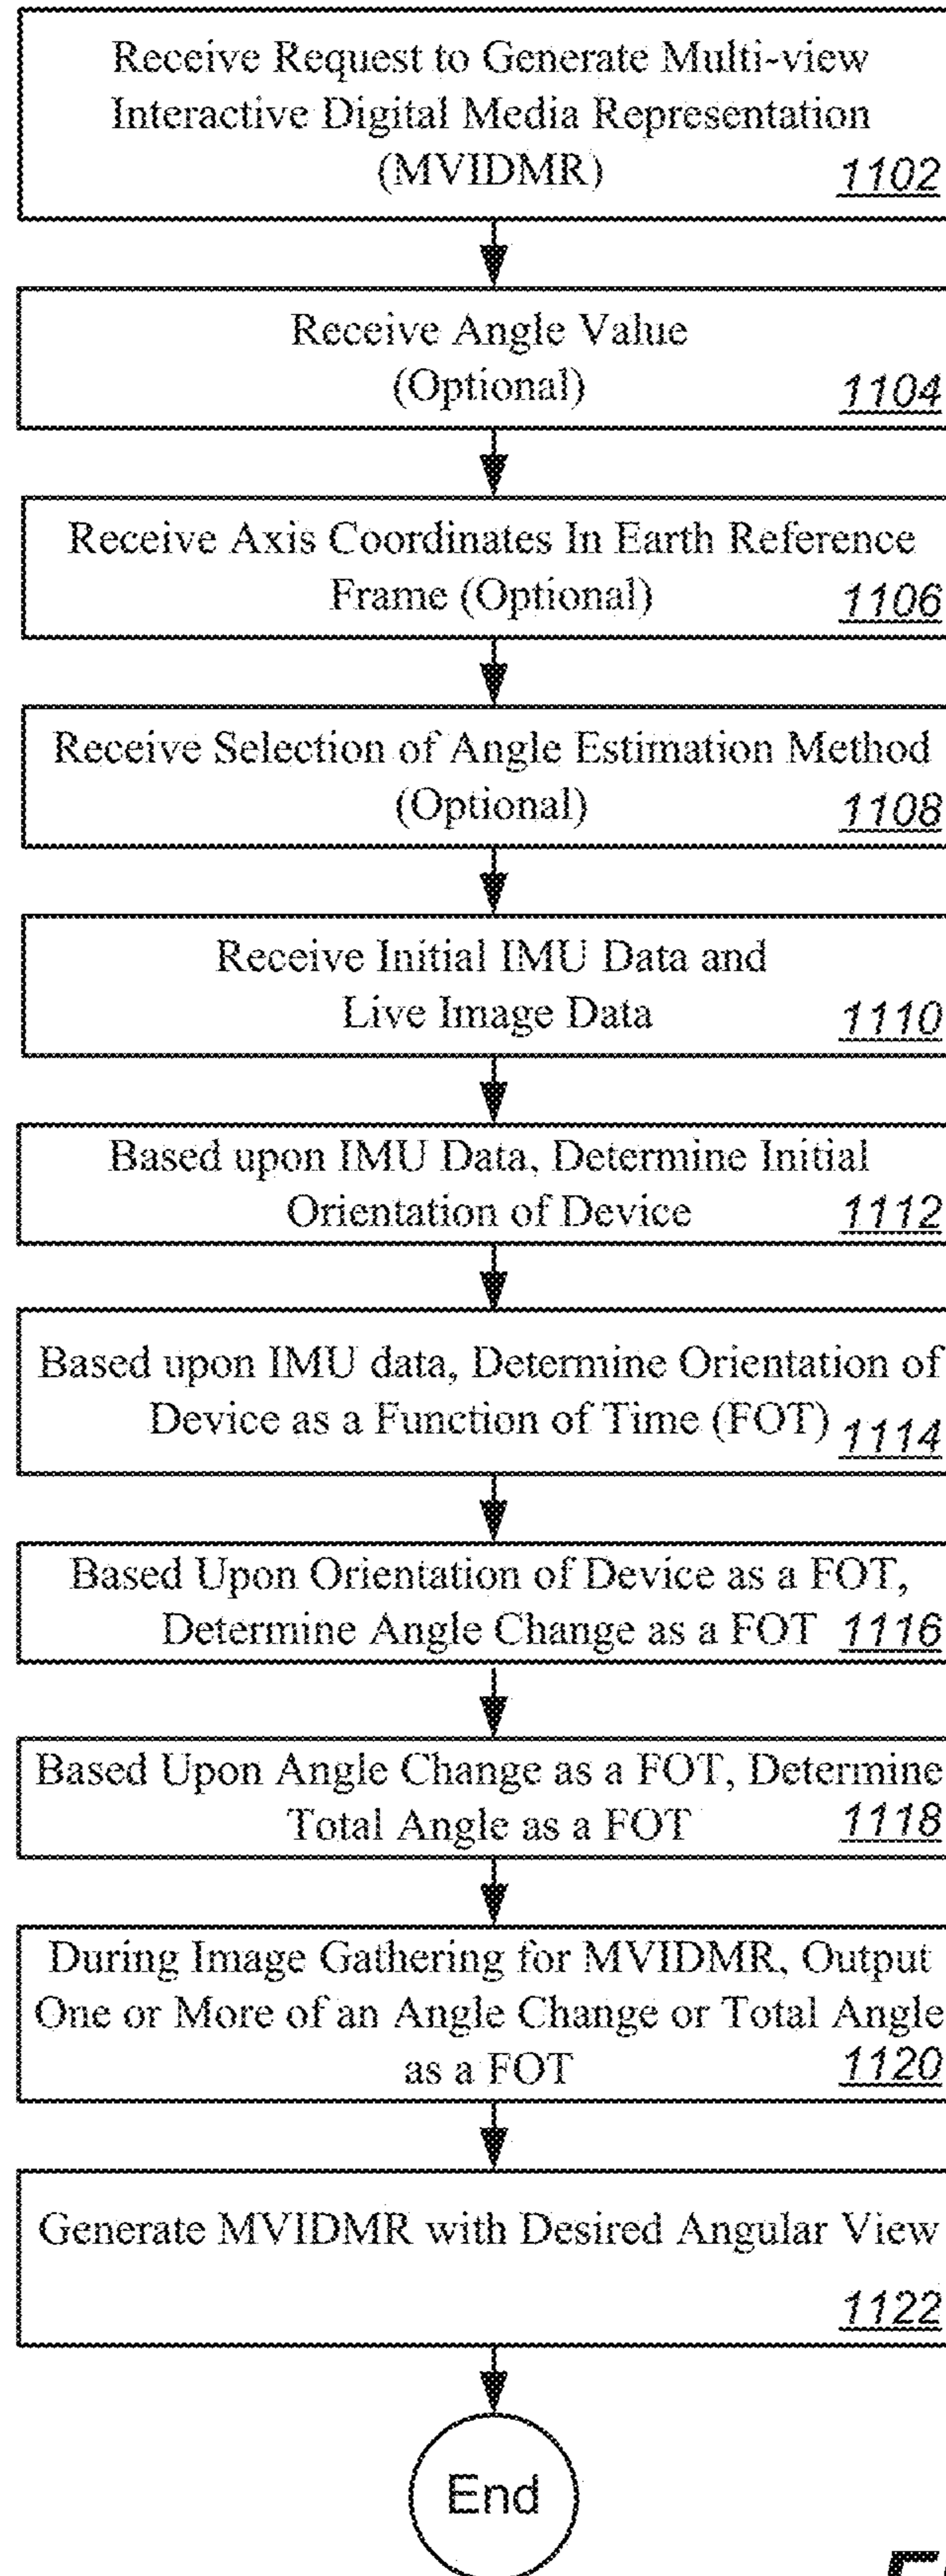 Receive Request to Generate Multi-view
Interactive Digital Media Representation
(MVIDMR) 1102
Receive Angle Value
(Optional) 1104
Receive Axis Coordinates In Earth Reference
Frame (Optional) 1106
Receive Selection of Angle Estimation Method
(Optional) 1108
Receive Initial IMU Data and
Live Image Data 1110
Based upon IMU Data, Determine Initial
Orientation of Device 1112
Based upon IMU data, Determine Orientation of
Device as a Function of Time (FOT) 1114
Based Upon Orientation of Device as a FOT,
Determine Angle Change as a FOT 1116
Based Upon Angle Change as a FOT, Determine
Total Angle as a FOT 1118
During Image Gathering for MVIDMR, Output
One or More of an Angle Change or Total Angle
as a FOT 1120
Generate MVIDMR with Desired Angular View
1122
End